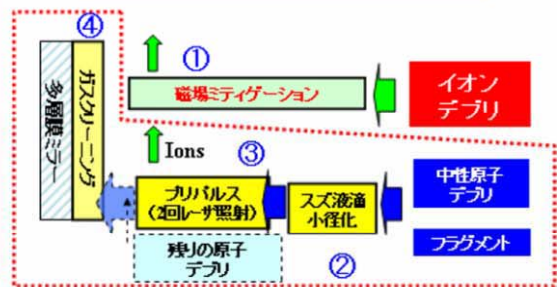 ④
多層膜ミラー
ガスクリーニング
①
磁場ミティゲーション
イオン
デブリ
Ions
③
プリパルス
(2回レーザ照射)
スズ液滴
小径化
中性原子
デブリ
フラグメント
残りの原子
デブリ
②